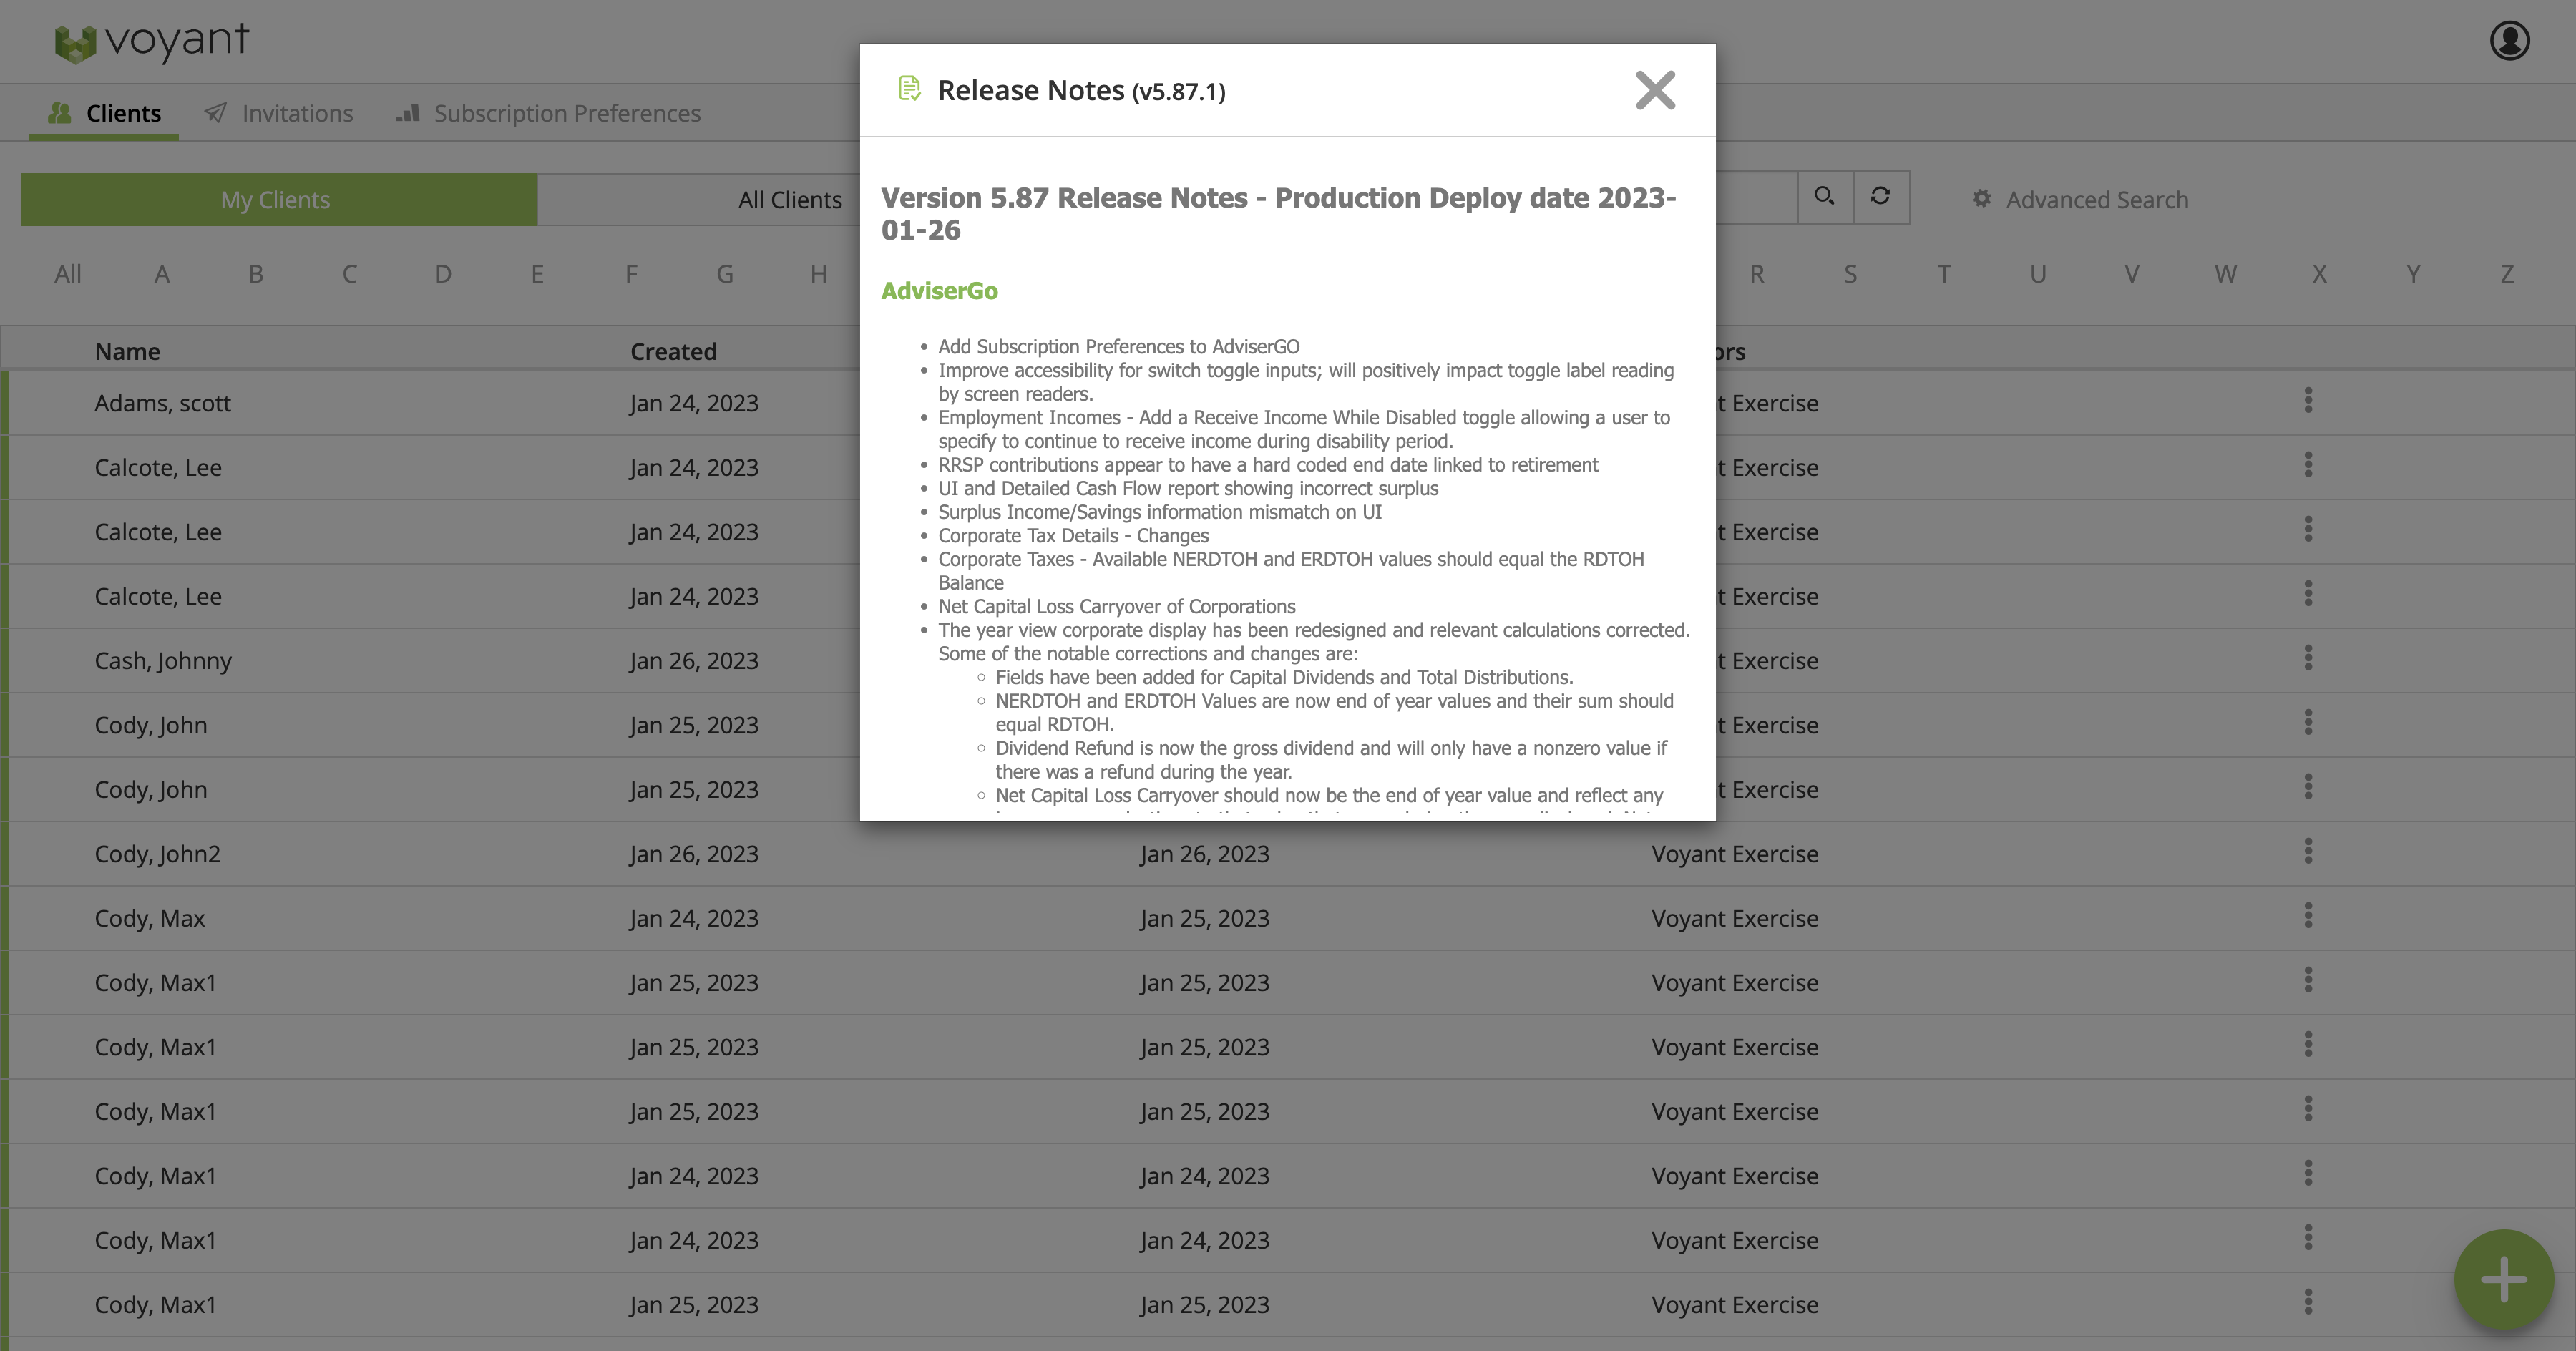 voyant
Release Notes (v5.87.1)
Clients
Invitations
Subscription Preferences
Version 5.87 Release Notes - Production Deploy date 2023-
01-26
My Clients
All Clients
Advanced Search
AdviserGo
All A B C D E F G H R S T U V W X Y Z
Add Subscription Preferences to AdviserGO
Improve accessibility for switch toggle inputs; will positively impact toggle label reading
by screen readers.
Employment Incomes - Add a Receive Income While Disabled toggle allowing a user to
specify to continue to receive income during disability period.
RRSP contributions appear to have a hard coded end date linked to retirement
UI and Detailed Cash Flow report showing incorrect surplus
Surplus Income/Savings information mismatch on UI
Corporate Tax Details - Changes
Corporate Taxes - Available NERDTOH and ERDTOH values should equal the RDTOH
Balance
Net Capital Loss Carryover of Corporations
The year view corporate display has been redesigned and relevant calculations corrected.
Some of the notable corrections and changes are:
Fields have been added for Capital Dividends and Total Distributions.
NERDTOH and ERDTOH Values are now end of year values and their sum should
equal RDTOH.
Dividend Refund is now the gross dividend and will only have a nonzero value if
there was a refund during the year.
Net Capital Loss Carryover should now be the end of year value and reflect any
Name Created ors
Adams, scott Jan 24, 2023 t Exercise
Calcote, Lee Jan 24, 2023 t Exercise
Calcote, Lee Jan 24, 2023 t Exercise
Calcote, Lee Jan 24, 2023 t Exercise
Cash, Johnny Jan 26, 2023 t Exercise
Cody, John Jan 25, 2023 t Exercise
Cody, John Jan 25, 2023 t Exercise
Cody, John2 Jan 26, 2023 Jan 26, 2023 Voyant Exercise
Cody, Max Jan 24, 2023 Jan 25, 2023 Voyant Exercise
Cody, Max1 Jan 25, 2023 Jan 25, 2023 Voyant Exercise
Cody, Max1 Jan 25, 2023 Jan 25, 2023 Voyant Exercise
Cody, Max1 Jan 25, 2023 Jan 25, 2023 Voyant Exercise
Cody, Max1 Jan 24, 2023 Jan 24, 2023 Voyant Exercise
Cody, Max1 Jan 24, 2023 Jan 24, 2023 Voyant Exercise
Cody, Max1 Jan 25, 2023 Jan 25, 2023 Voyant Exercise